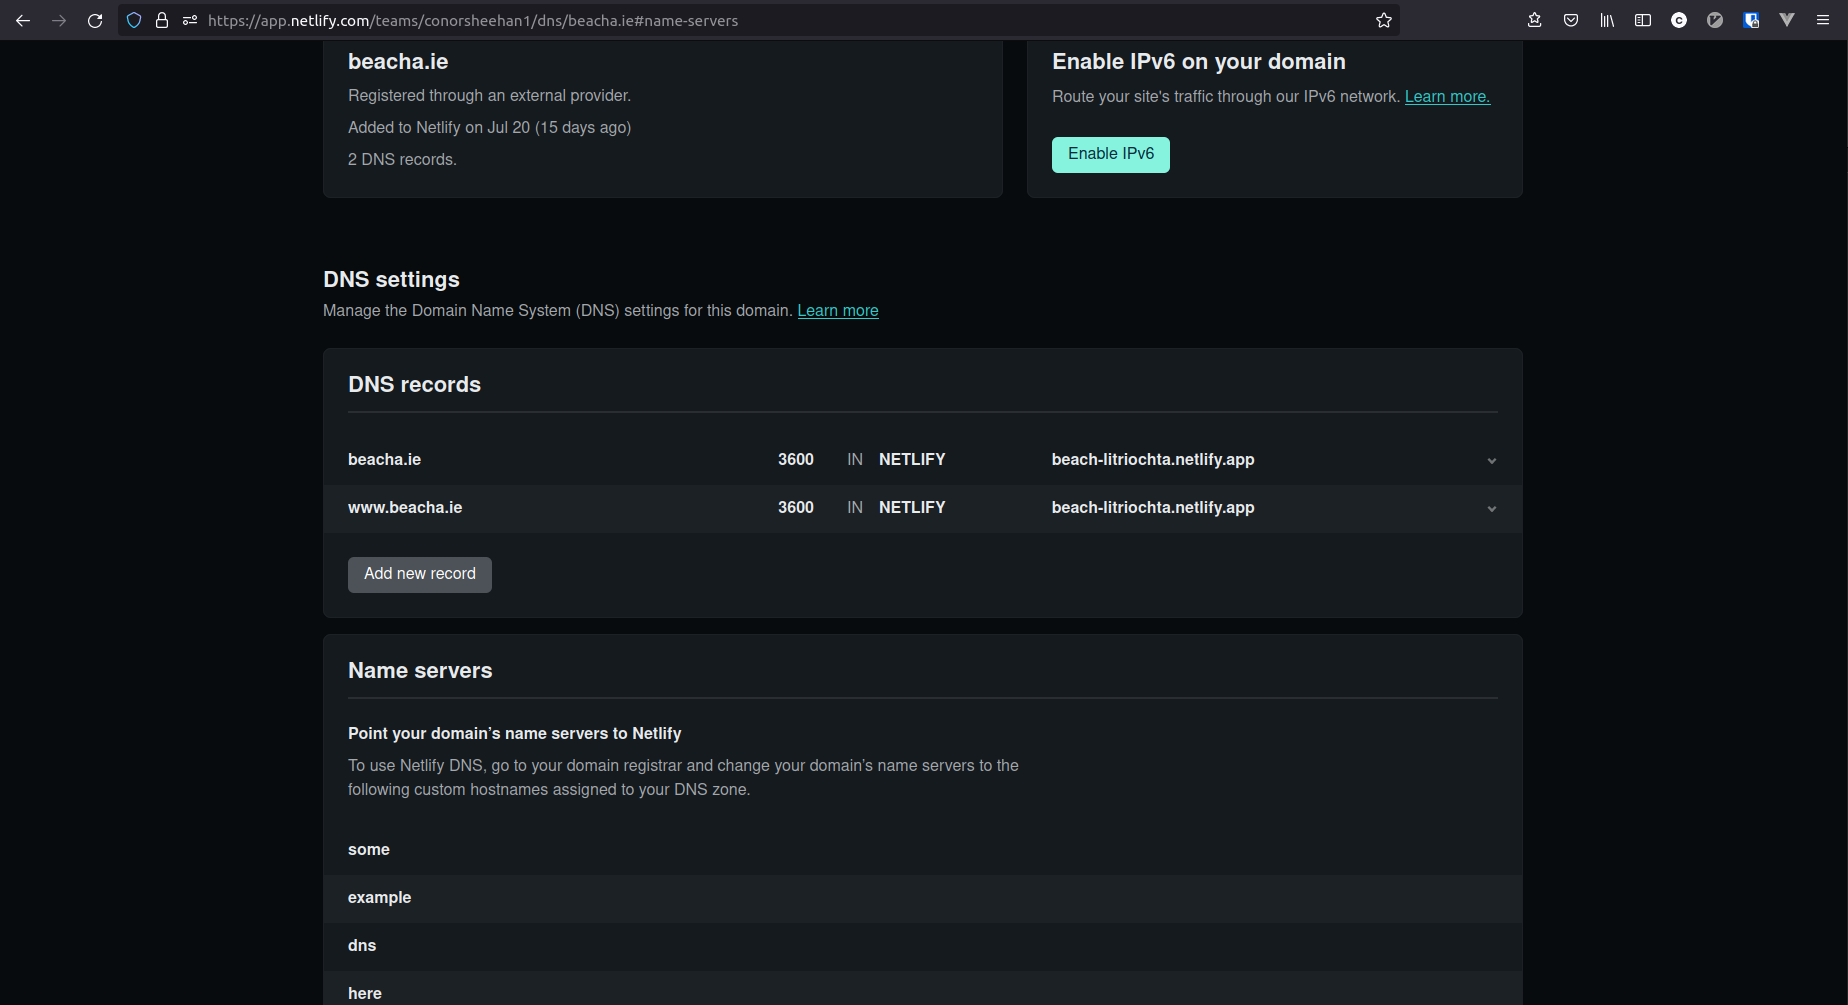 https://app.netlify.com/teams/conorsheehan1/dns/beacha.ie#name-servers
beacha.ie
Registered through an external provider.
Added to Netlify on Jul 20 (15 days ago)
2 DNS records.
Enable IPv6 on your domain
Route your site's traffic through our IPv6 network. Learn more.
Enable IPv6
DNS settings
Manage the Domain Name System (DNS) settings for this domain. Learn more
DNS records
beacha.ie 3600 IN NETLIFY beach-litriochta.netlify.app
www.beacha.ie 3600 IN NETLIFY beach-litriochta.netlify.app
Add new record
Name servers
Point your domain’s name servers to Netlify
To use Netlify DNS, go to your domain registrar and change your domain’s name servers to the
following custom hostnames assigned to your DNS zone.
some
example
dns
here